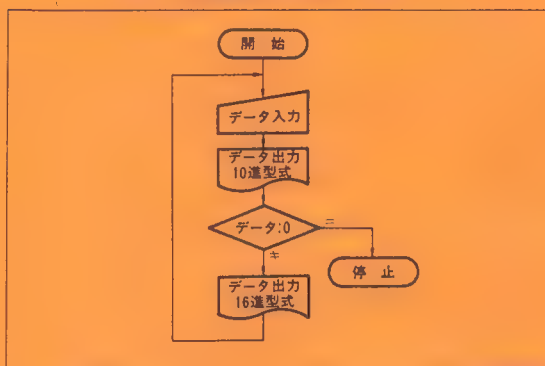 開 始
データ入力
データ出力
10進型式
データ:0
=
≠
停 止
データ出力
16進型式